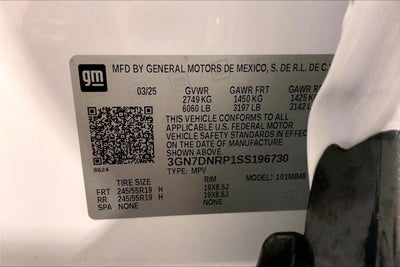 gm
MFD BY GENERAL MOTORS DE MEXICO, S. DE R.L. DE C.
03/25 GVWR GAWR FRT GAWR
2749 KG 1450 KG 1425 K
6060 LB 3197 LB 3142 L
THIS VEHICLE CONFORMS TO ALL
APPLICABLE U.S. FEDERAL MOTOR
VEHICLE SAFETY STANDARDS IN EFFECT
ON THE DATE OF MANUFACTURE
3GN7DNRP1SS196730
8624 TYPE: MPV MODEL: 101MB48
TIRE SIZE RIM
FRT 245/55R19 H 19X8.5J
RR 245/55R19 H 19X8.5J
SPA NONE NONE